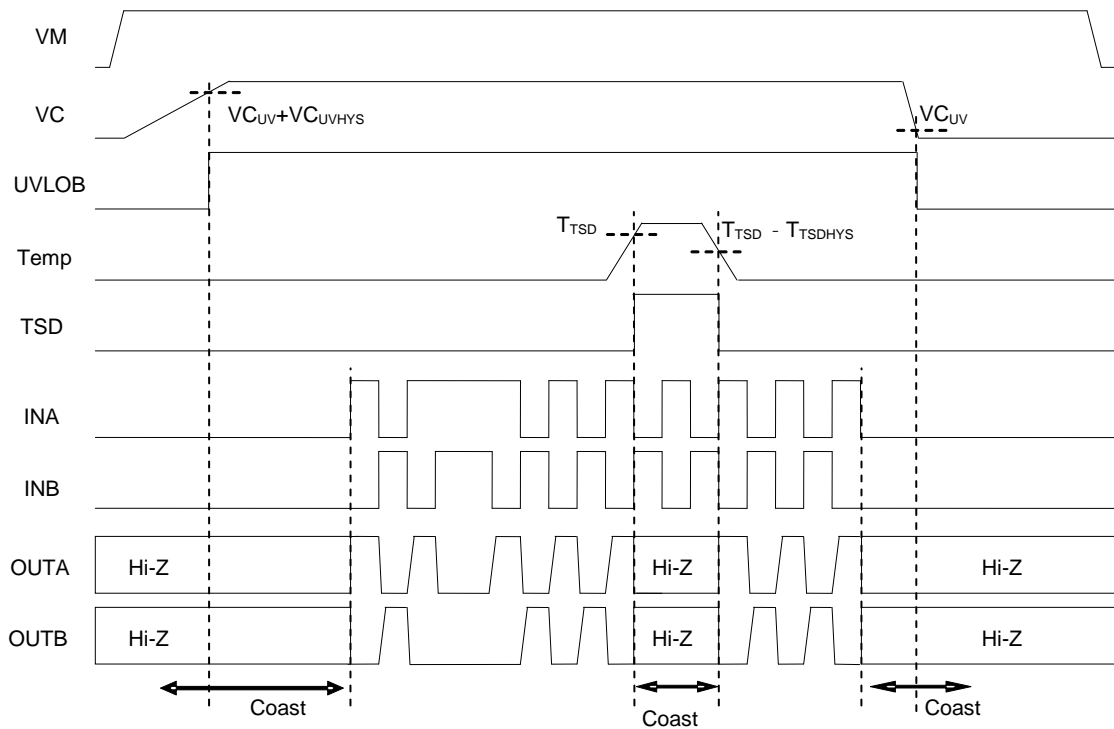 VM
VC
VCUV+VCUVHYS
VCUV
UVLOB
TTSD
TTSD - TTSDHYS
Temp
TSD
INA
INB
OUTA
Hi-Z
Hi-Z
Hi-Z
OUTB
Hi-Z
Hi-Z
Hi-Z
Coast
Coast
Coast